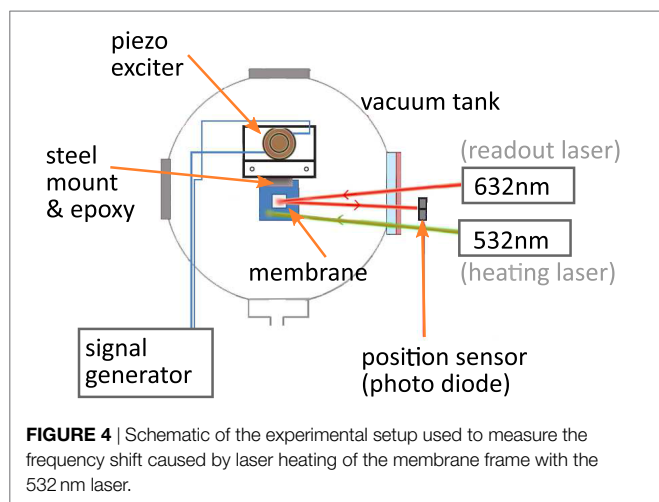 piezo
exciter
vacuum tank
steel
mount
& epoxy
(readout laser)
632nm
532nm
(heating laser)
membrane
signal
generator
position sensor
(photo diode)
FIGURE 4 | Schematic of the experimental setup used to measure the
frequency shift caused by laser heating of the membrane frame with the
532 nm laser.